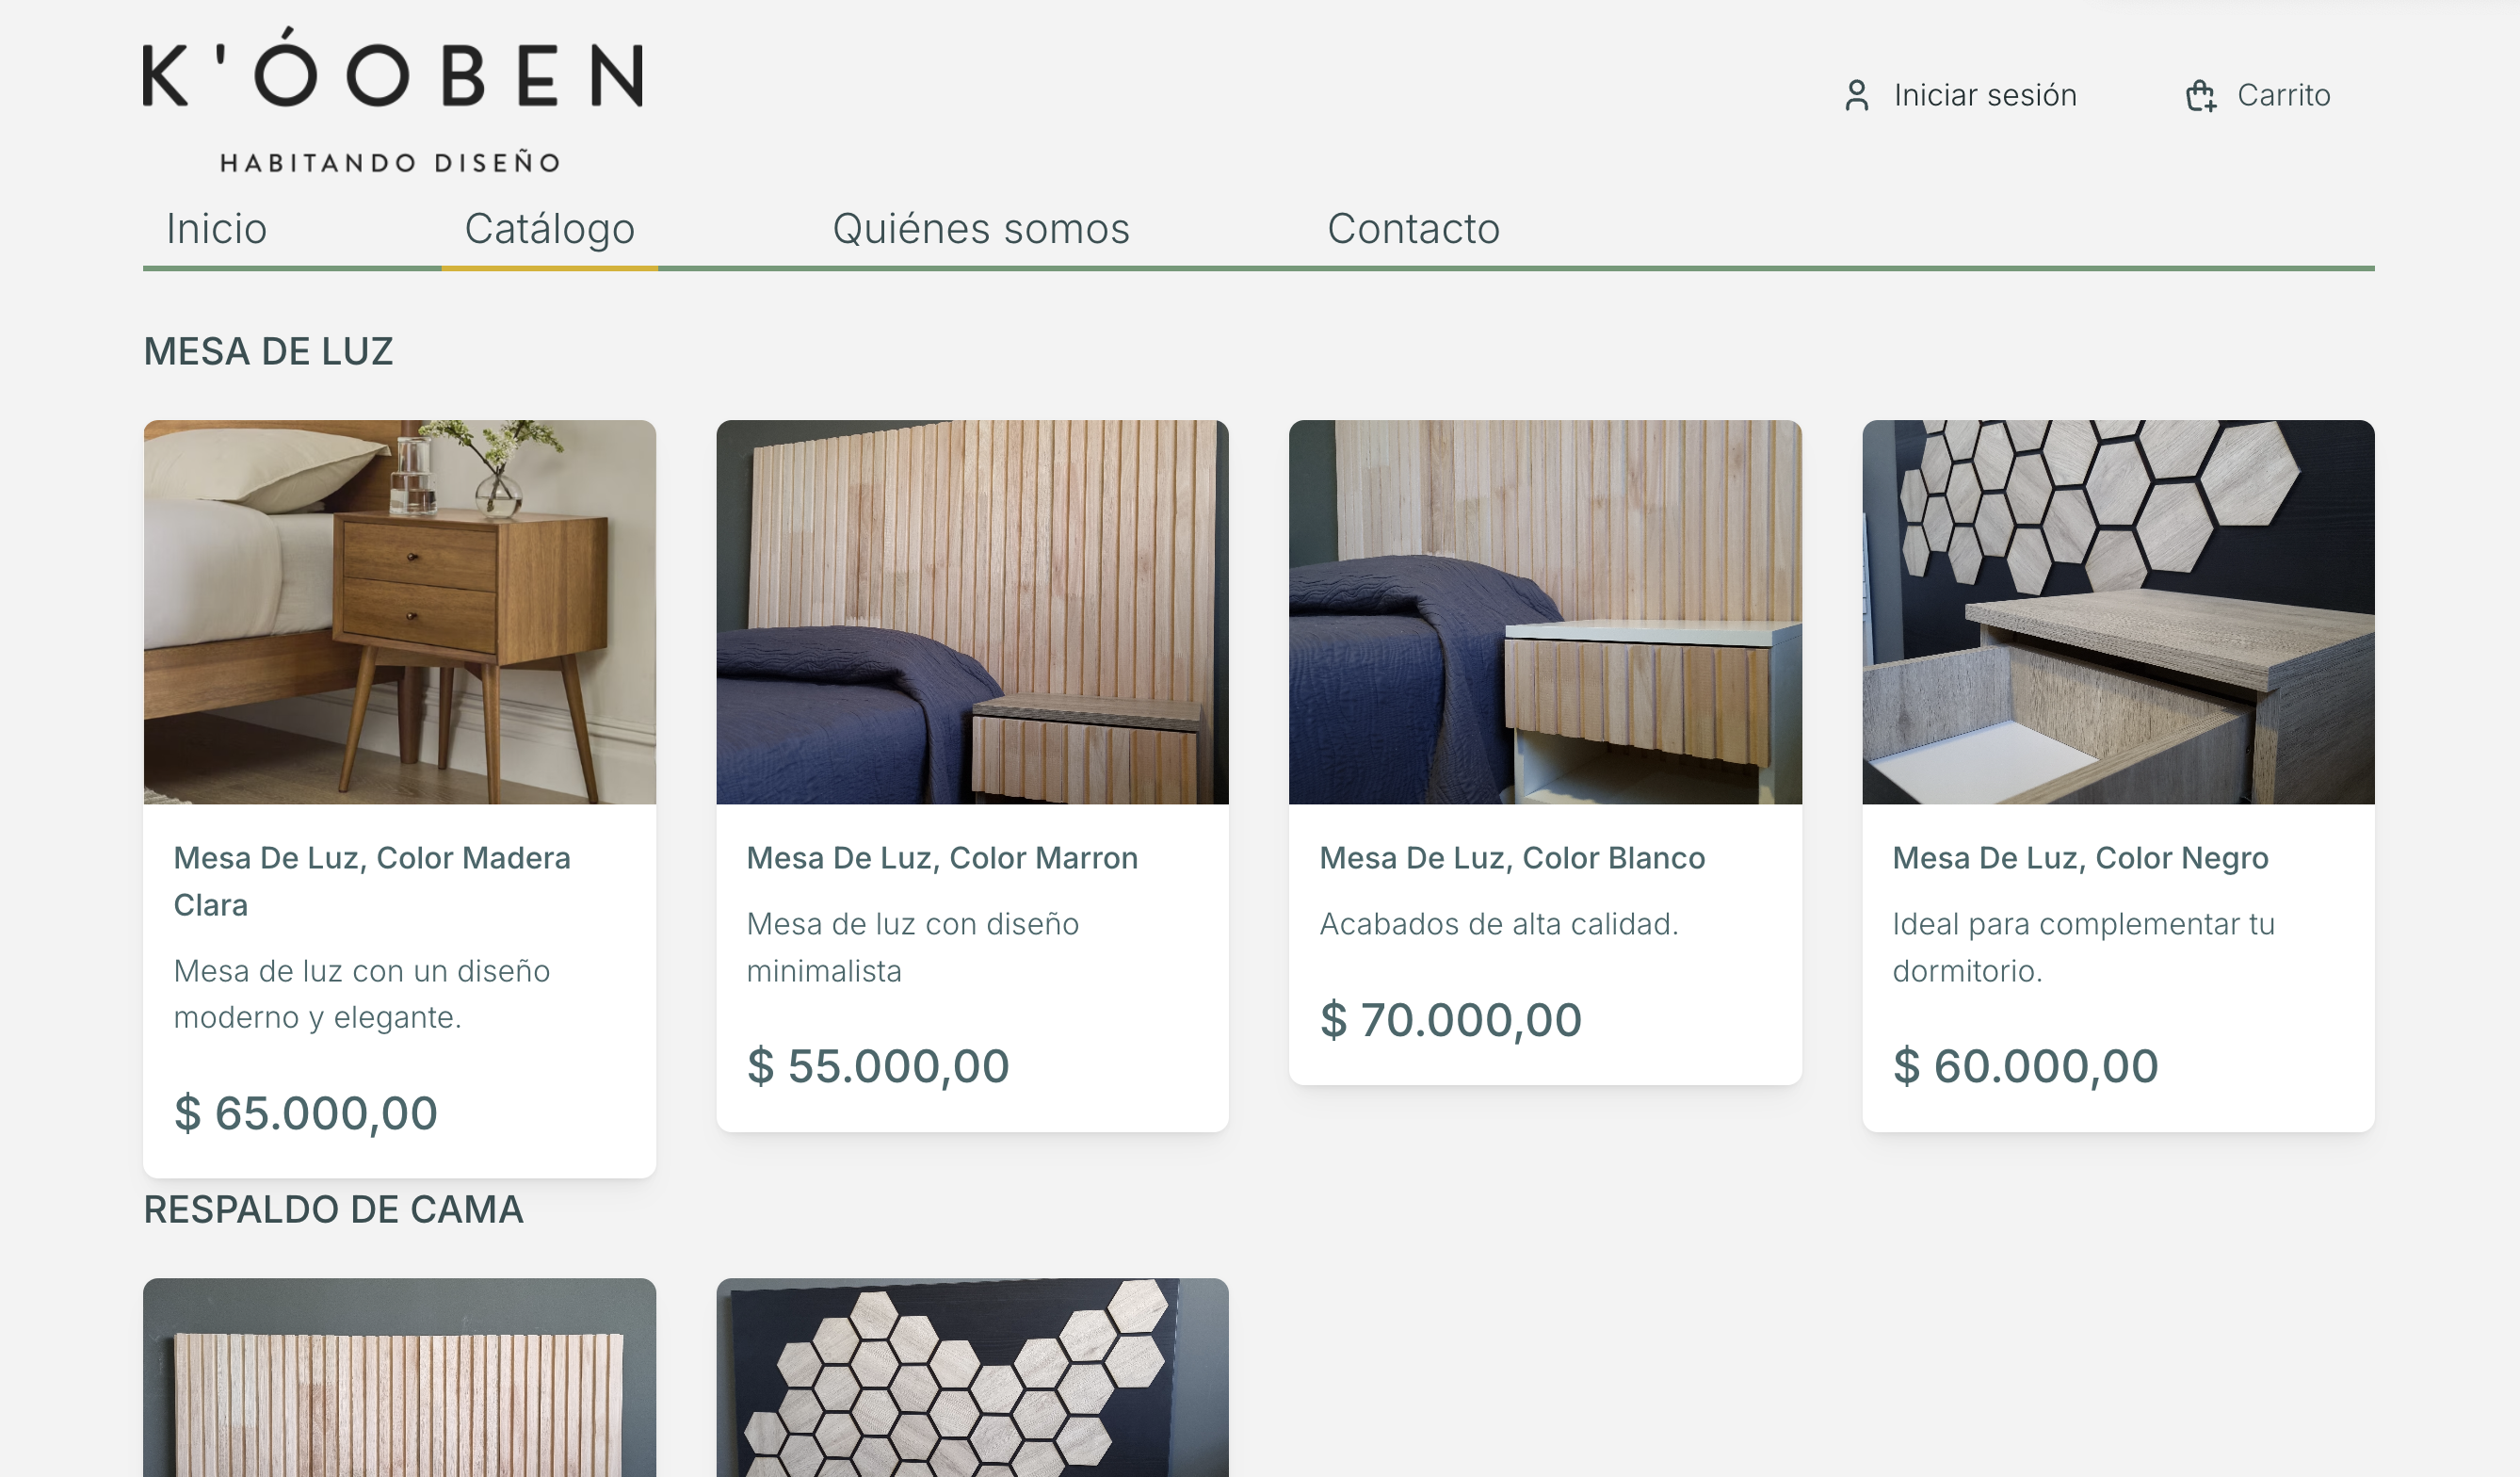 K'ÓOBEN
HABITANDO DISEÑO
Iniciar sesión
Carrito
Inicio
Catálogo
Quiénes somos
Contacto
MESA DE LUZ
Mesa De Luz, Color Madera
Clara
Mesa de luz con un diseño
moderno y elegante.
$ 65.000,00
Mesa De Luz, Color Marron
Mesa de luz con diseño
minimalista
$ 55.000,00
Mesa De Luz, Color Blanco
Acabados de alta calidad.
$ 70.000,00
Mesa De Luz, Color Negro
Ideal para complementar tu
dormitorio.
$ 60.000,00
RESPALDO DE CAMA